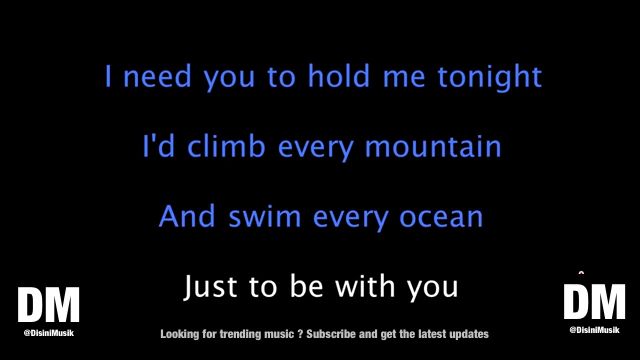 I need you to hold me tonight
I'd climb every mountain
And swim every ocean
Just to be with you
DM
@DisiniMusik
DM
@DisiniMusik
Looking for trending music ? Subscribe and get the latest updates